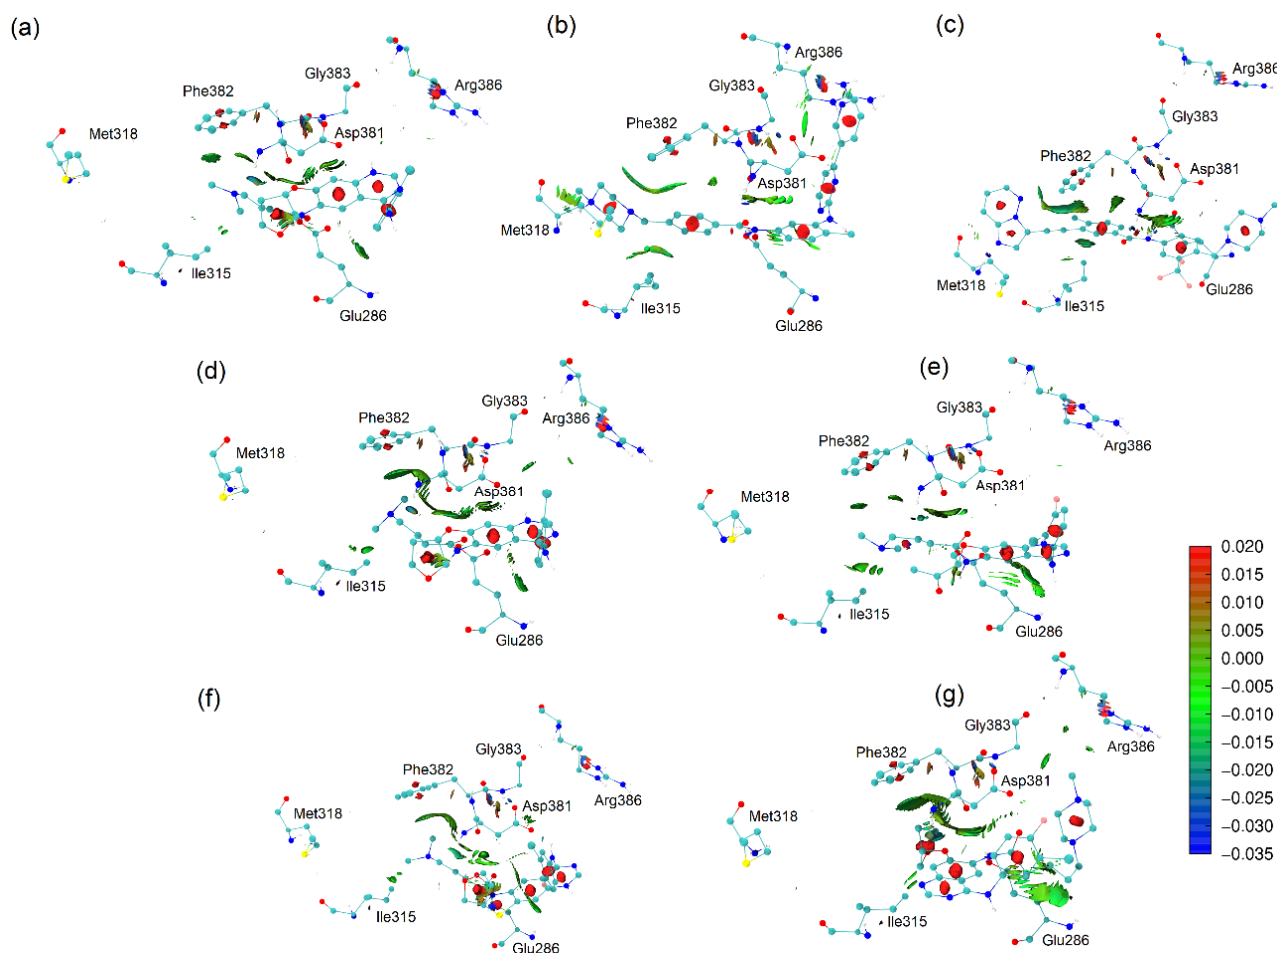 (a)
Gly383
Arg386
Phe382
Met318
Asp381
Ile315
Glu286
(b)
Arg386
Gly383
Phe382
Asp381
Met318
Ile315
Glu286
(c)
Arg386
Gly383
Phe382
Asp381
Met318
Ile315
Glu286
(d)
Gly383
Phe382
Arg386
Met318
Asp381
Ile315
Glu286
(e)
Gly383
Phe382
Arg386
Asp381
Met318
Ile315
Glu286
(f)
Gly383
Phe382
Arg386
Asp381
Met318
Ile315
Glu286
(g)
Gly383
Arg386
Phe382
Asp381
Met318
Ile315
Glu286
0.020
0.015
0.010
0.005
0.000
−0.005
−0.010
−0.015
−0.020
−0.025
−0.030
−0.035